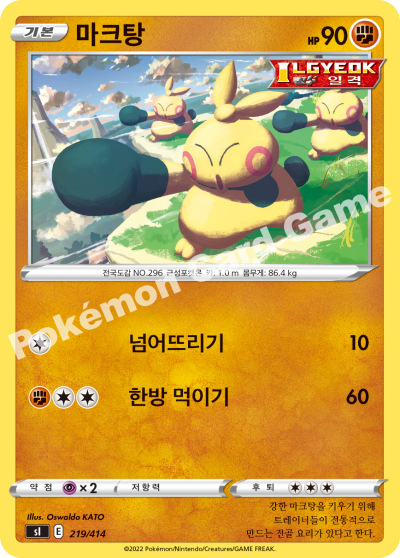 기본 마크탕 HP 90
ILGYEOK
일격
전국도감 NO.296 근성포켓몬 키: 1.0 m 몸무게: 86.4 kg
Pokémon Card Game
넘어뜨리기 10
한방 먹이기 60
약점 ×2 저항력 후퇴
Illus. Oswaldo KATO
sI E 219/414
강한 마크탕을 키우기 위해
트레이너들이 전통적으로
만드는 전골 요리가 있다고 한다.
©2022 Pokémon/Nintendo/Creatures/GAME FREAK.